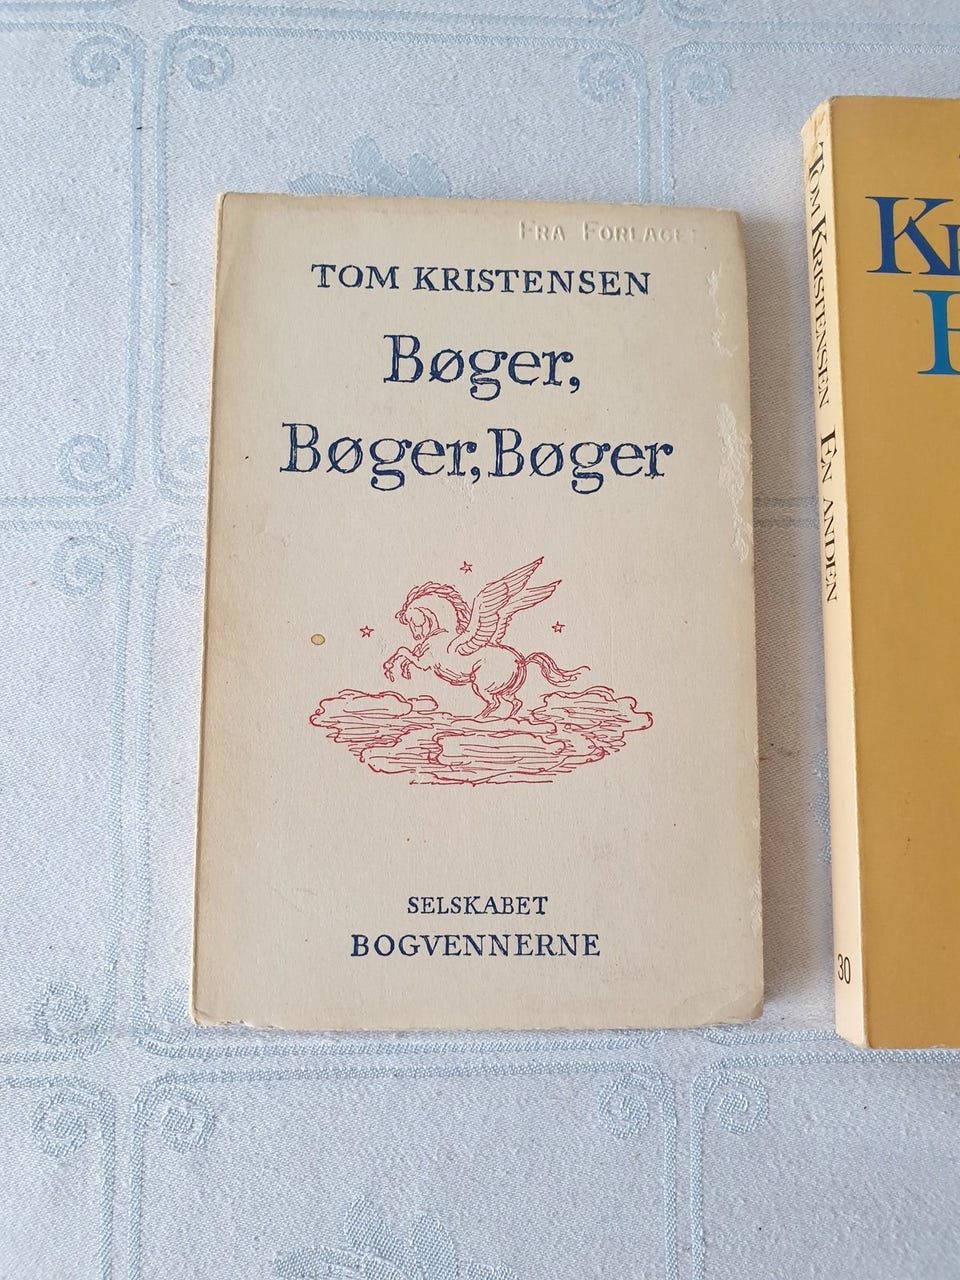 FRA FORLAGET
TOM KRISTENSEN
Bøger,
Bøger, Bøger
SELSKABET
BOGVENNERNE
TOM KRISTENSEN EN ANDEN
30